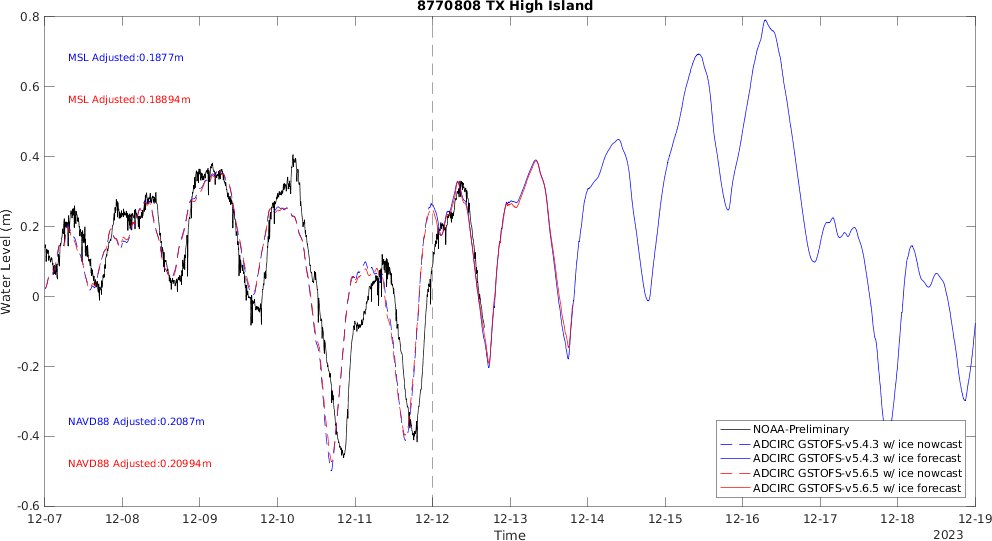 8770808 TX High Island
MSL Adjusted:0.1877m
MSL Adjusted:0.18894m
NAVD88 Adjusted:0.2087m
NAVD88 Adjusted:0.20994m
Water Level (m)
0.8
0.6
0.4
0.2
0
-0.2
-0.4
-0.6
NOAA-Preliminary
ADCIRC GSTOFS-v5.4.3 w/ ice nowcast
ADCIRC GSTOFS-v5.4.3 w/ ice forecast
ADCIRC GSTOFS-v5.6.5 w/ ice nowcast
ADCIRC GSTOFS-v5.6.5 w/ ice forecast
12-07 12-08 12-09 12-10 12-11 12-12 12-13 12-14 12-15 12-16 12-17 12-18 12-19
Time
2023